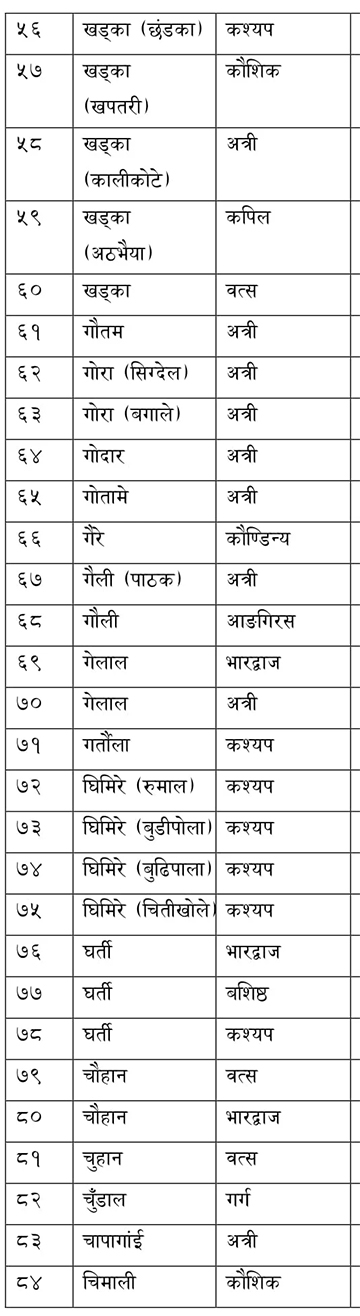 ५६ खड्का (छंडका) कश्यप
५७ खड्का कौशिक
(खपतरी)
५८ खड्का अत्री
(कालीकोटे)
५९ खड्का कपिल
(अठभैया)
६० खड्का वत्स
६१ गौतम अत्री
६२ गोरा (सिग्देल) अत्री
६३ गोरा (बगाले) अत्री
६४ गोदार अत्री
६५ गोतामे अत्री
६६ गैरे कौण्डिन्य
६७ गैली (पाठक) अत्री
६८ गौली आङगिरस
६९ गेलाल भारद्वाज
७० गेलाल अत्री
७१ गर्तौला कश्यप
७२ घिमिरे (रुमाल) कश्यप
७३ घिमिरे (बुडीपोला) कश्यप
७४ घिमिरे (बुढिपाला) कश्यप
७५ घिमिरे (चितीखोले) कश्यप
७६ घर्ती भारद्वाज
७७ घर्ती बशिष्ठ
७८ घर्ती कश्यप
७९ चौहान वत्स
८० चौहान भारद्वाज
८१ चुहान वत्स
८२ चुँडाल गर्ग
८३ चापागांई अत्री
८४ चिमाली कौशिक